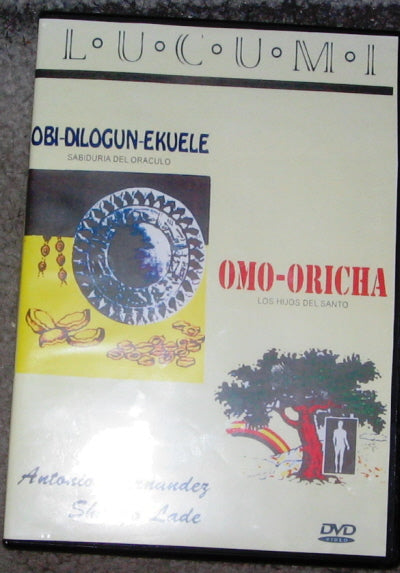 L•U•C•U•M•I
OBI-DILOGUN-EKUELE
SABIDURIA DEL ORACULO
OMO-ORICHA
LOS HIJOS DEL SANTO
Antonio
Lade
DVD
VIDEO